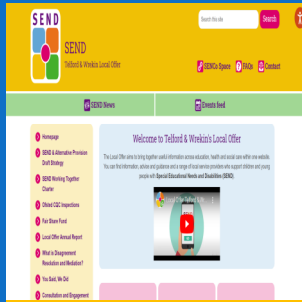 SEND
SEND
Telford & Wrekin Local Offer
Search the site
Search
SENCo Space
FAQs
Contact
SEND News
Events feed
Homepage
SEND & Alternative Provision
Draft Strategy
SEND Working Together
Charter
Ofsted CQC Inspections
Fair Share Fund
Local Offer Annual Report
What is Disagreement
Resolution and Mediation?
You Said, We Did
Consultation and Engagement
Welcome to Telford & Wrekin's Local Offer
The Local Offer aims to bring together useful information across education, health and social care within one website.
You can find information, advice and guidance and a range of local service providers who support children and young
people with Special Educational Needs and Disabilities (SEND).